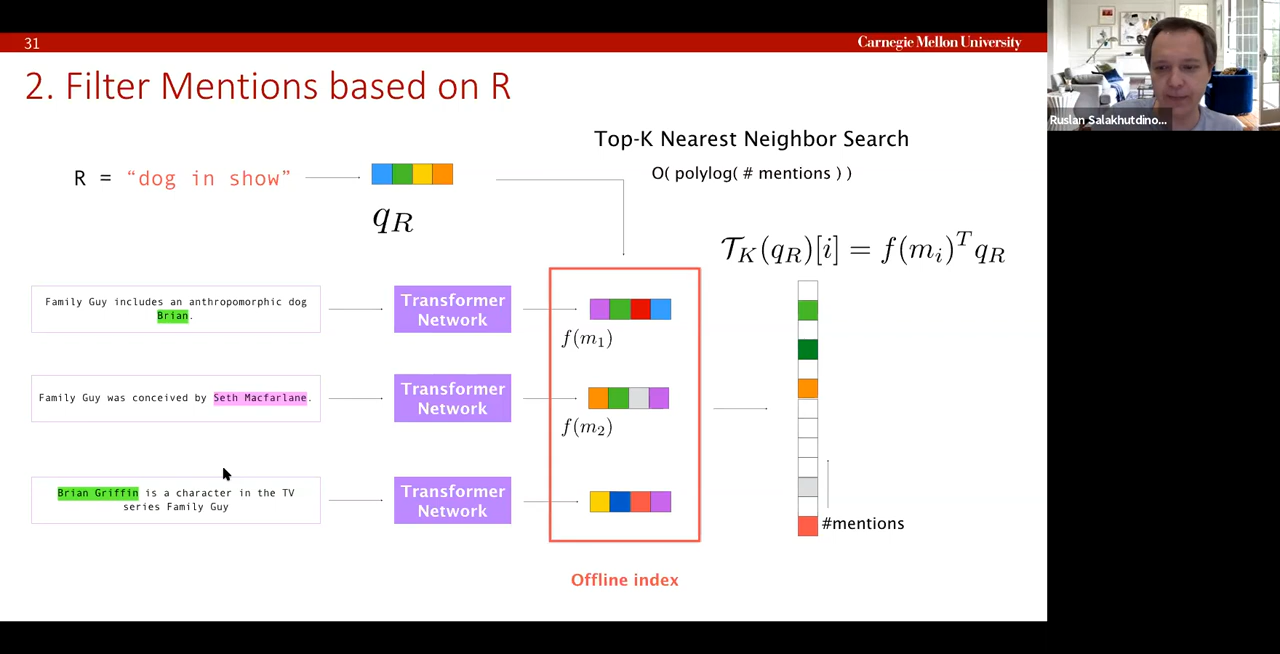 31
Carnegie Mellon University
2. Filter Mentions based on R
Ruslan Salakhutdino...
Top-K Nearest Neighbor Search
O( polylog( # mentions ) )
R = “dog in show”
q_R
𝒯_K(q_R)[i] = f(m_i)^T q_R
Family Guy includes an anthropomorphic dog
Brian.
Transformer
Network
f(m_1)
Family Guy was conceived by Seth Macfarlane.
Transformer
Network
f(m_2)
Brian Griffin is a character in the TV
series Family Guy
Transformer
Network
#mentions
Offline index